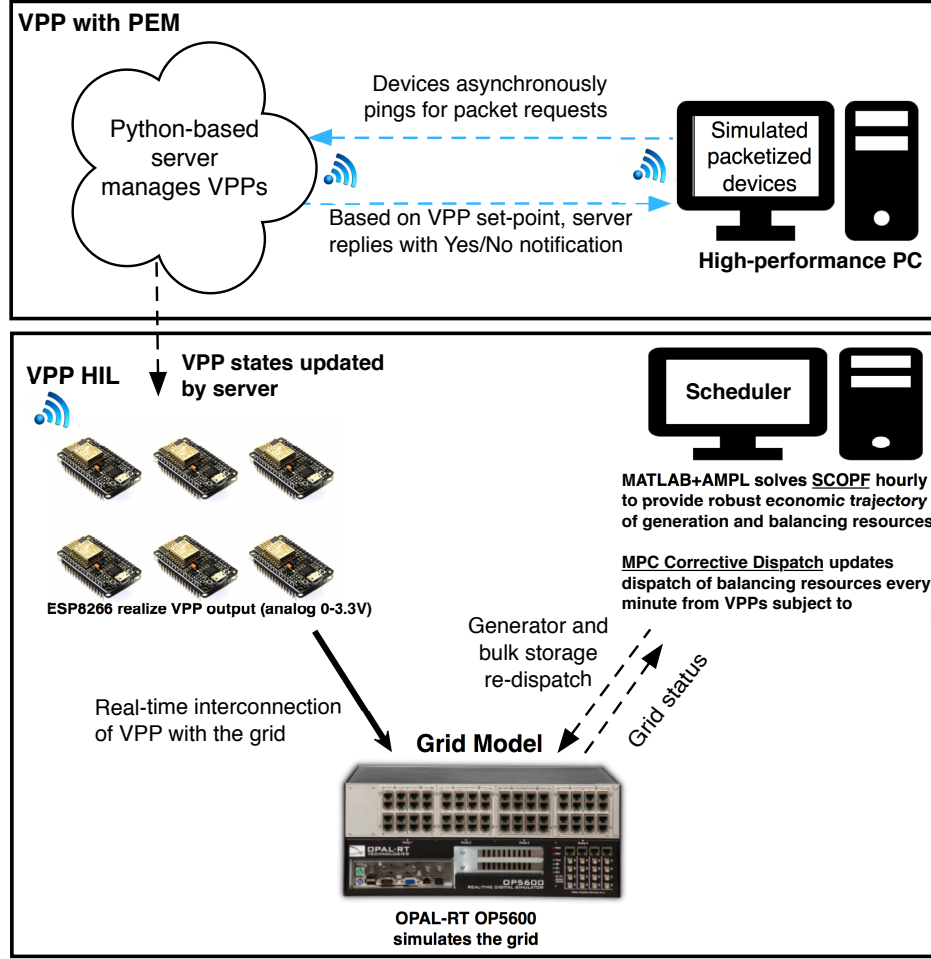 VPP with PEM
Devices asynchronously
pings for packet requests
Python-based
server
manages VPPs
Simulated
packetized
devices
Based on VPP set-point, server
replies with Yes/No notification
High-performance PC
VPP HIL
VPP states updated
by server
Scheduler
MATLAB+AMPL solves SCOPF hourly
to provide robust economic trajectory
of generation and balancing resources
MPC Corrective Dispatch updates
dispatch of balancing resources every
minute from VPPs subject to
ESP8266 realize VPP output (analog 0-3.3V)
Generator and
bulk storage
re-dispatch
Grid status
Real-time interconnection
of VPP with the grid
Grid Model
OPAL-RT
TECHNOLOGIES
OP5600
REAL-TIME DIGITAL SIMULATOR
OPAL-RT OP5600
simulates the grid